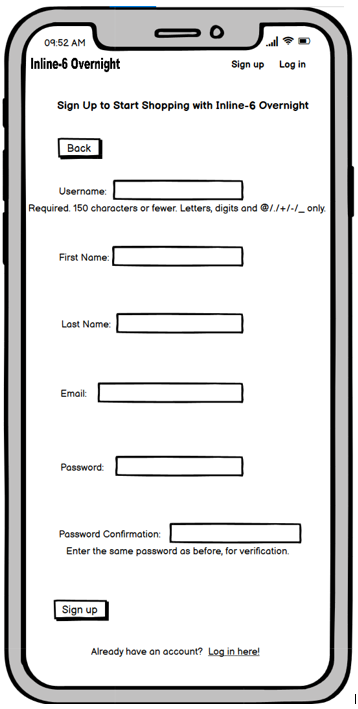 09:52 AM
Inline-6 Overnight
Sign up Log in
Sign Up to Start Shopping with Inline-6 Overnight
Back
Username:
Required. 150 characters or fewer. Letters, digits and @/./+/-/_ only.
First Name:
Last Name:
Email:
Password:
Password Confirmation:
Enter the same password as before, for verification.
Sign up
Already have an account? Log in here!